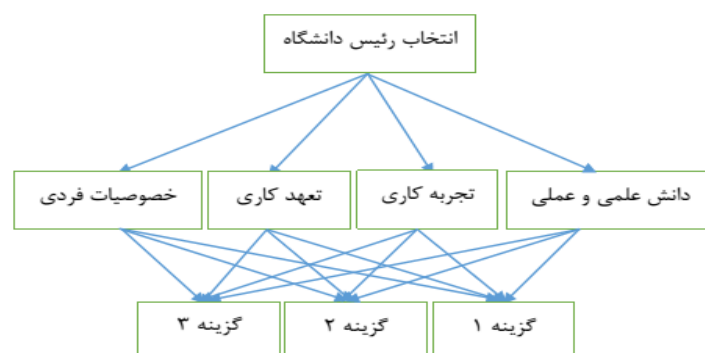 انتخاب رئیس دانشگاه
دانش علمی و عملی
تجربه کاری
تعهد کاری
خصوصیات فردی
گزینه ۱
گزینه ۲
گزینه ۳